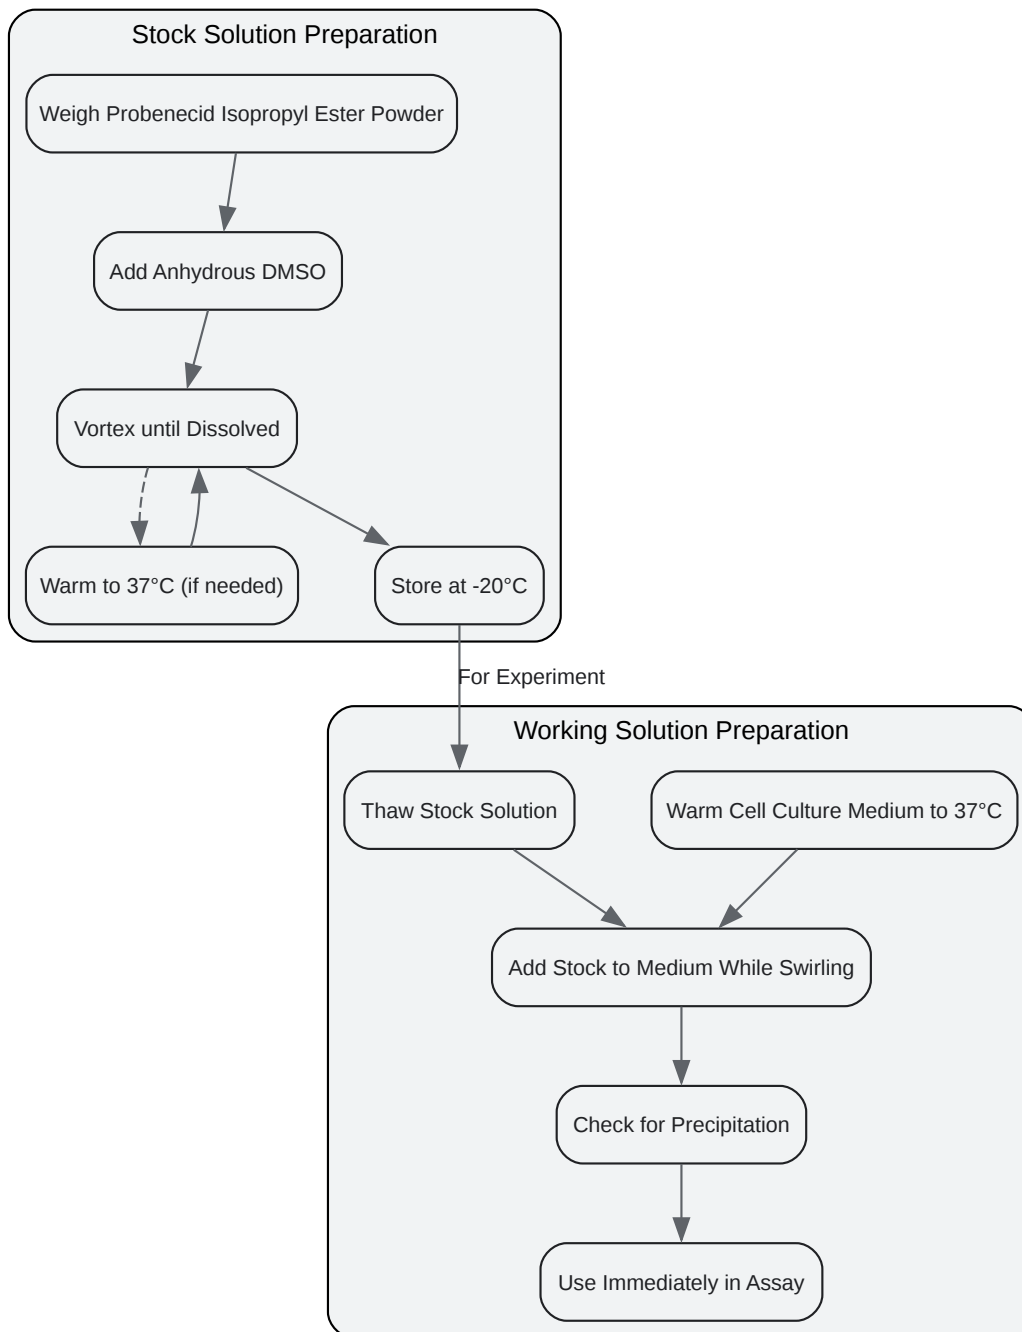 Stock Solution Preparation
Weigh Probenecid Isopropyl Ester Powder
Add Anhydrous DMSO
Vortex until Dissolved
Warm to 37°C (if needed)
Store at -20°C
For Experiment
Working Solution Preparation
Thaw Stock Solution
Warm Cell Culture Medium to 37°C
Add Stock to Medium While Swirling
Check for Precipitation
Use Immediately in Assay